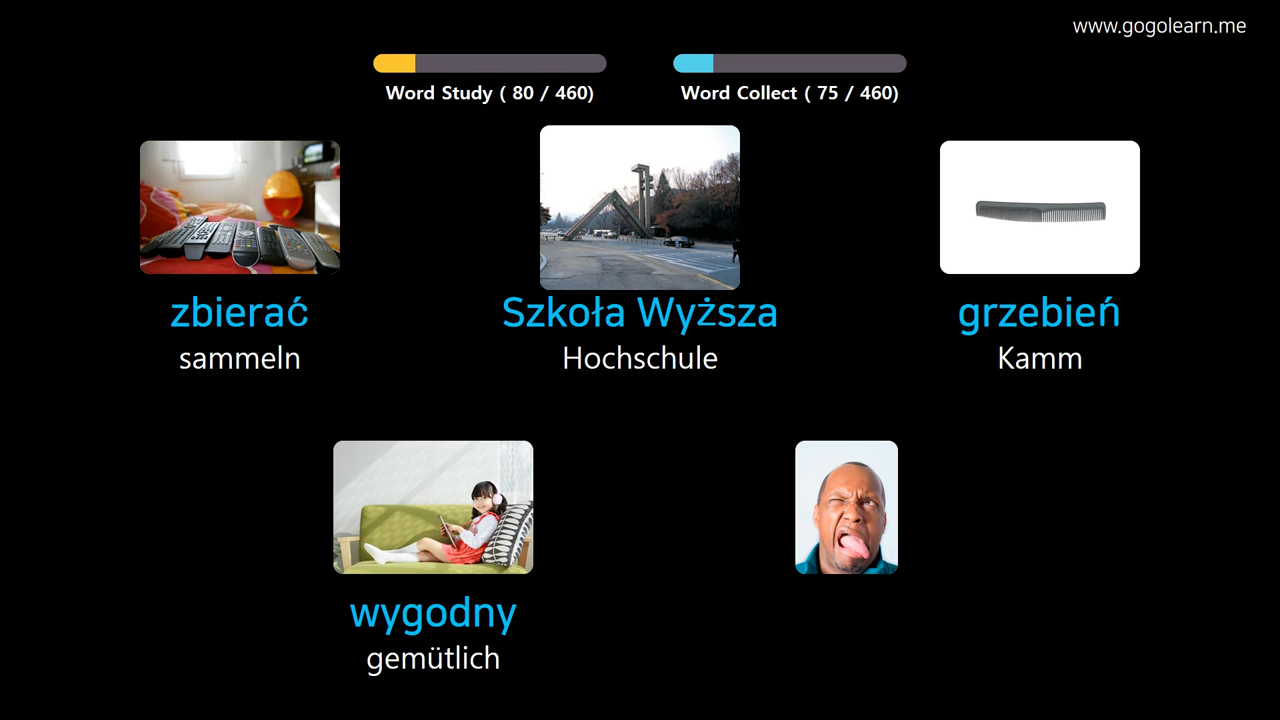 www.gogolearn.me
Word Study ( 80 / 460)
Word Collect ( 75 / 460)
zbierać
sammeln
Szkoła Wyższa
Hochschule
grzebień
Kamm
wygodny
gemütlich